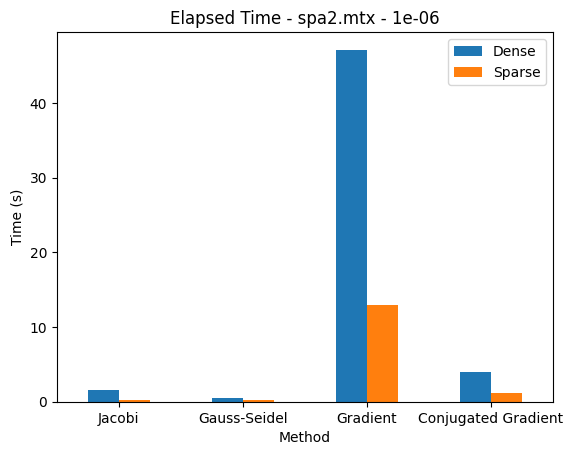 Elapsed Time - spa2.mtx - 1e-06
Dense
Sparse
Time (s)
40
30
20
10
0
Jacobi
Gauss-Seidel
Gradient
Conjugated Gradient
Method